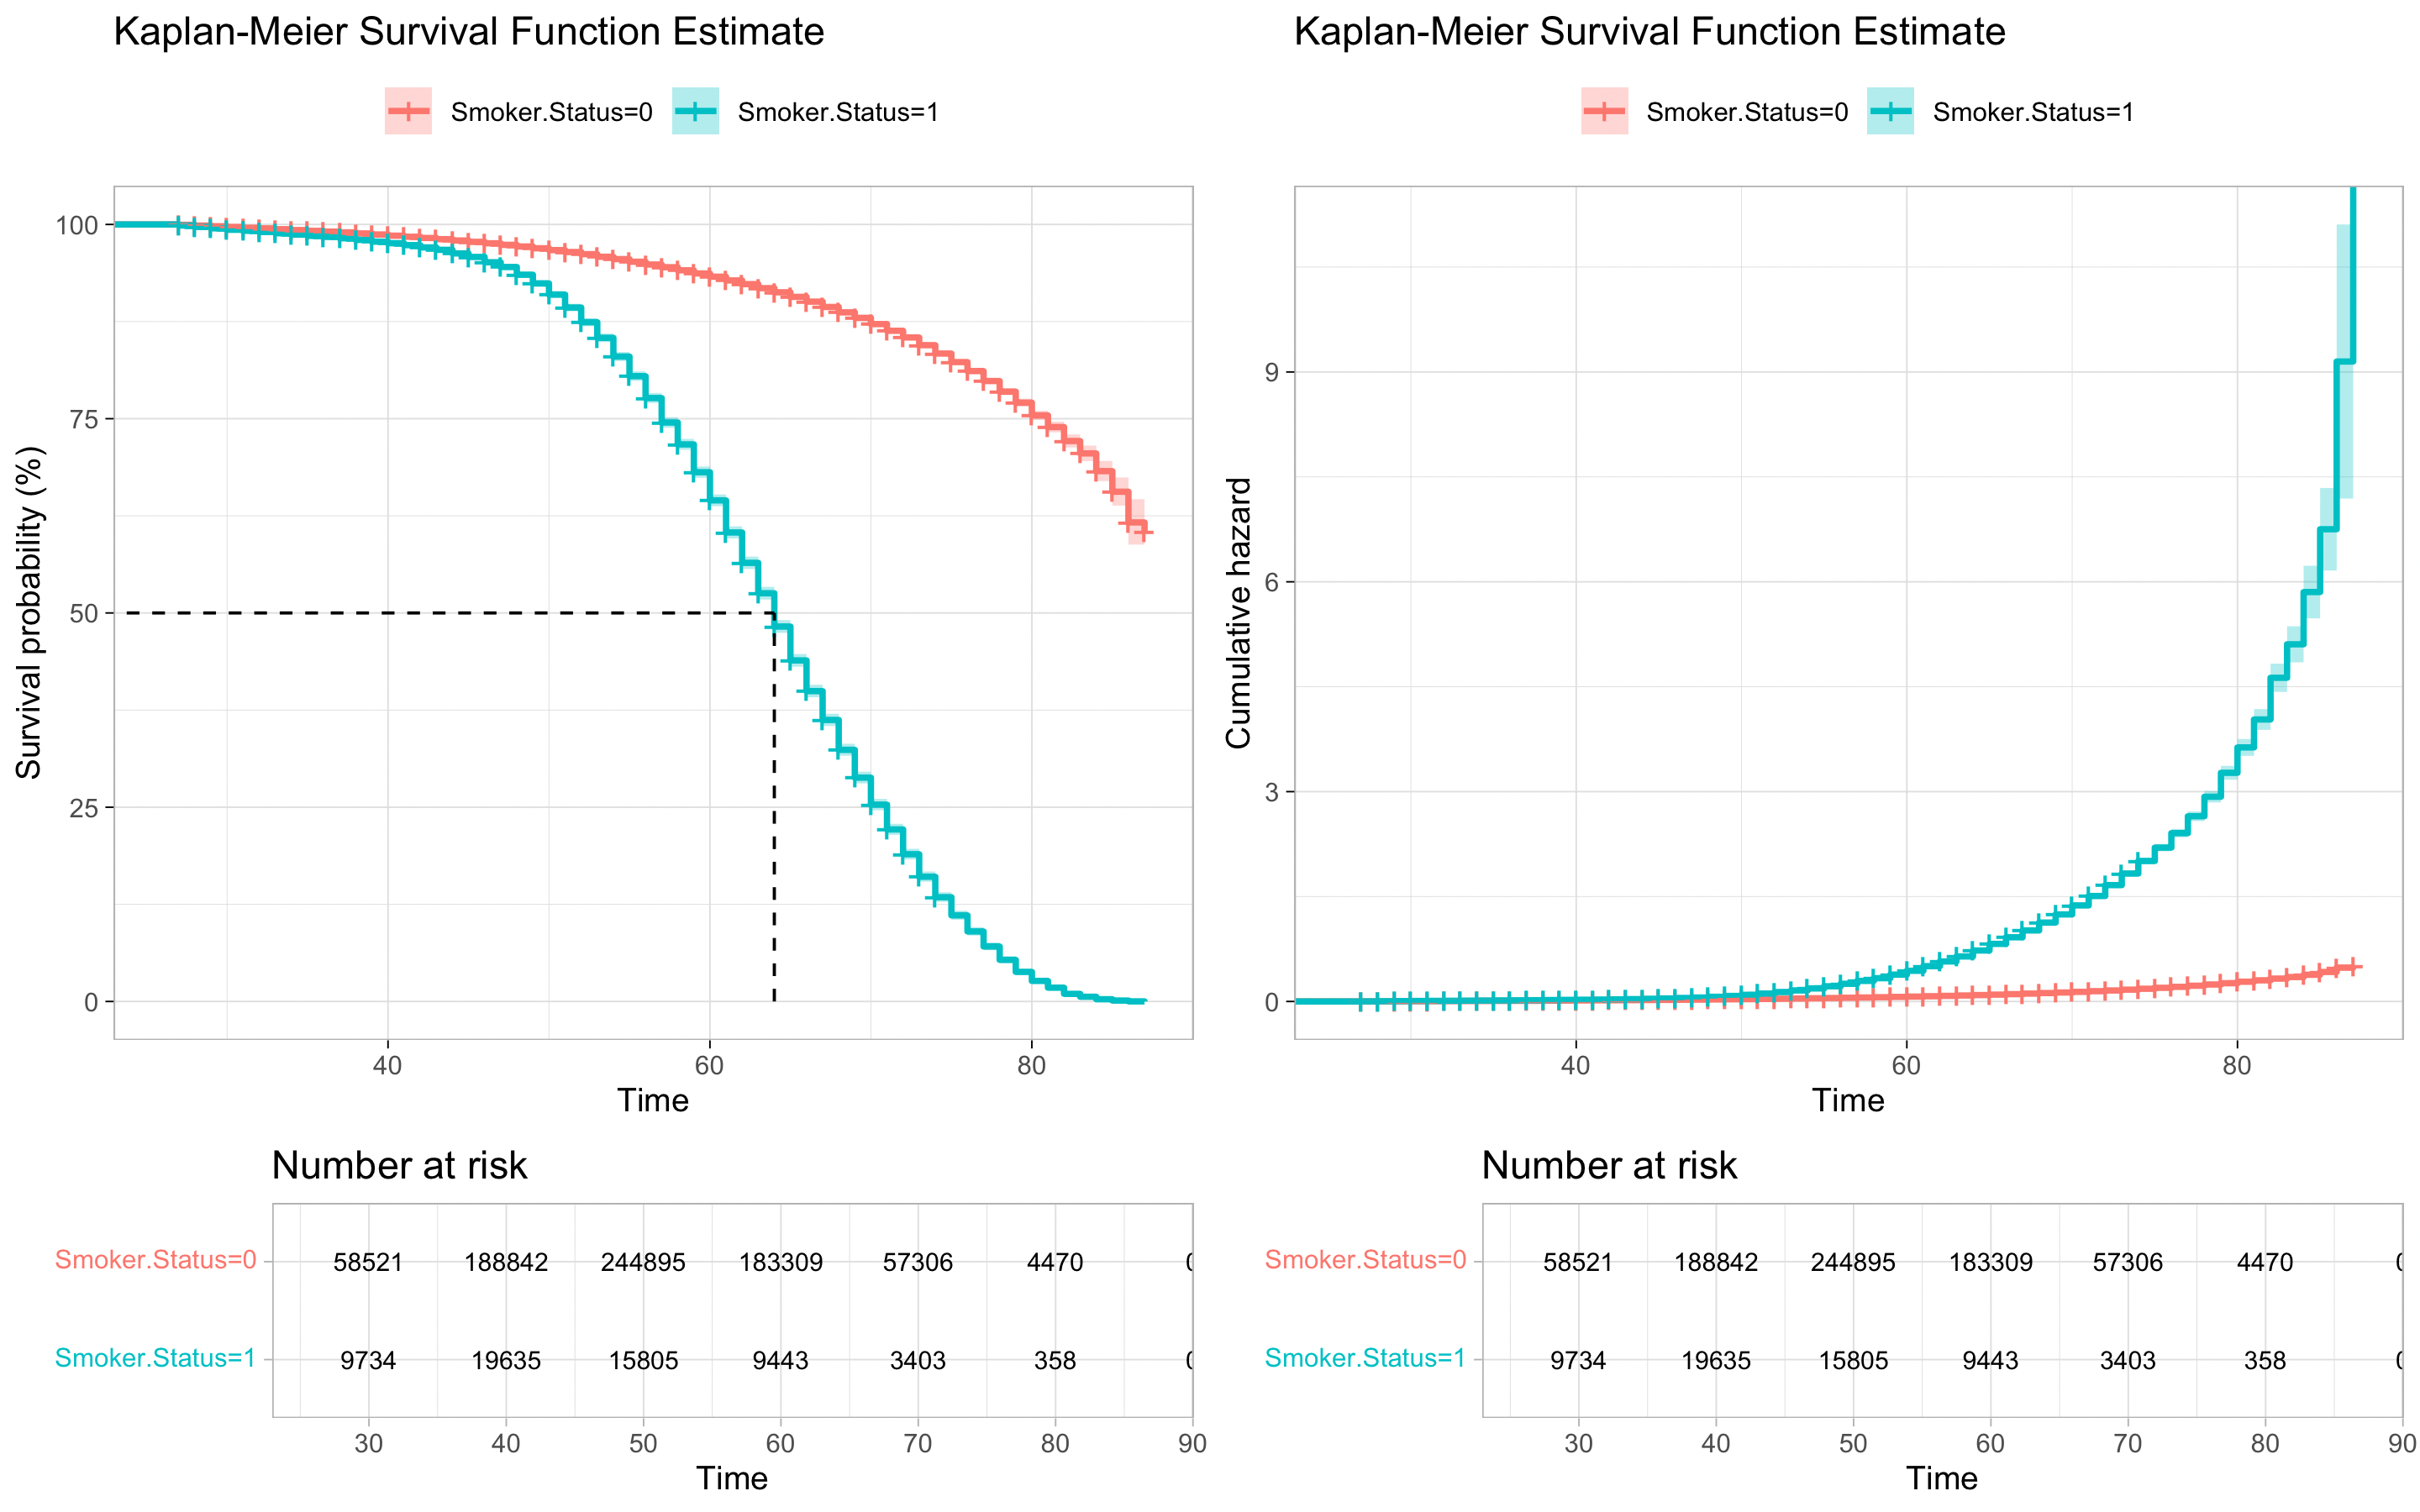 Kaplan-Meier Survival Function Estimate
Smoker.Status=0 Smoker.Status=1
Survival probability (%)
100
75
50
25
0
40 60 80
Time
Number at risk
Smoker.Status=0 58521 188842 244895 183309 57306 4470 0
Smoker.Status=1 9734 19635 15805 9443 3403 358 0
30 40 50 60 70 80 90
Time
Kaplan-Meier Survival Function Estimate
Smoker.Status=0 Smoker.Status=1
Cumulative hazard
9
6
3
0
40 60 80
Time
Number at risk
Smoker.Status=0 58521 188842 244895 183309 57306 4470 0
Smoker.Status=1 9734 19635 15805 9443 3403 358 0
30 40 50 60 70 80 90
Time